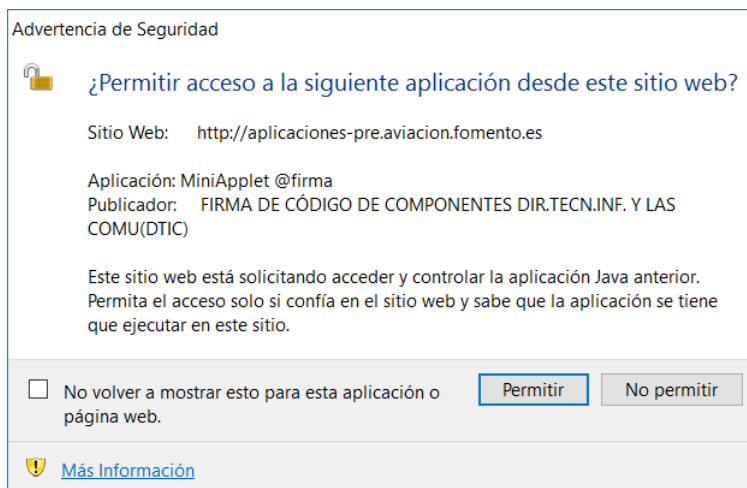 Advertencia de Seguridad
¿Permitir acceso a la siguiente aplicación desde este sitio web?
Sitio Web: http://aplicaciones-pre.aviacion.fomento.es
Aplicación: MiniApplet @firma
Publicador: FIRMA DE CÓDIGO DE COMPONENTES DIR.TECN.INF. Y LAS
COMU(DTIC)
Este sitio web está solicitando acceder y controlar la aplicación Java anterior.
Permita el acceso solo si confía en el sitio web y sabe que la aplicación se tiene
que ejecutar en este sitio.
No volver a mostrar esto para esta aplicación o
página web.
Permitir
No permitir
Más Información